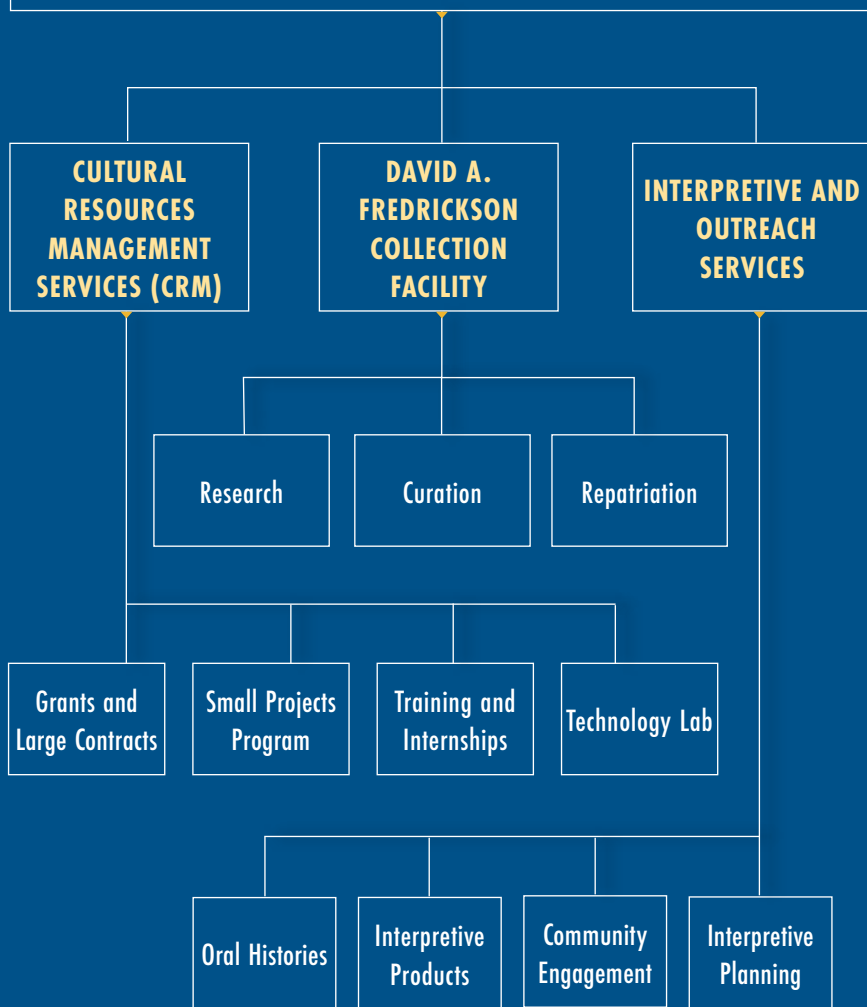 CULTURAL
RESOURCES
MANAGEMENT
SERVICES (CRM)
DAVID A.
FREDRICKSON
COLLECTION
FACILITY
INTERPRETIVE AND
OUTREACH
SERVICES
Research
Curation
Repatriation
Grants and
Large Contracts
Small Projects
Program
Training and
Internships
Technology Lab
Oral Histories
Interpretive
Products
Community
Engagement
Interpretive
Planning